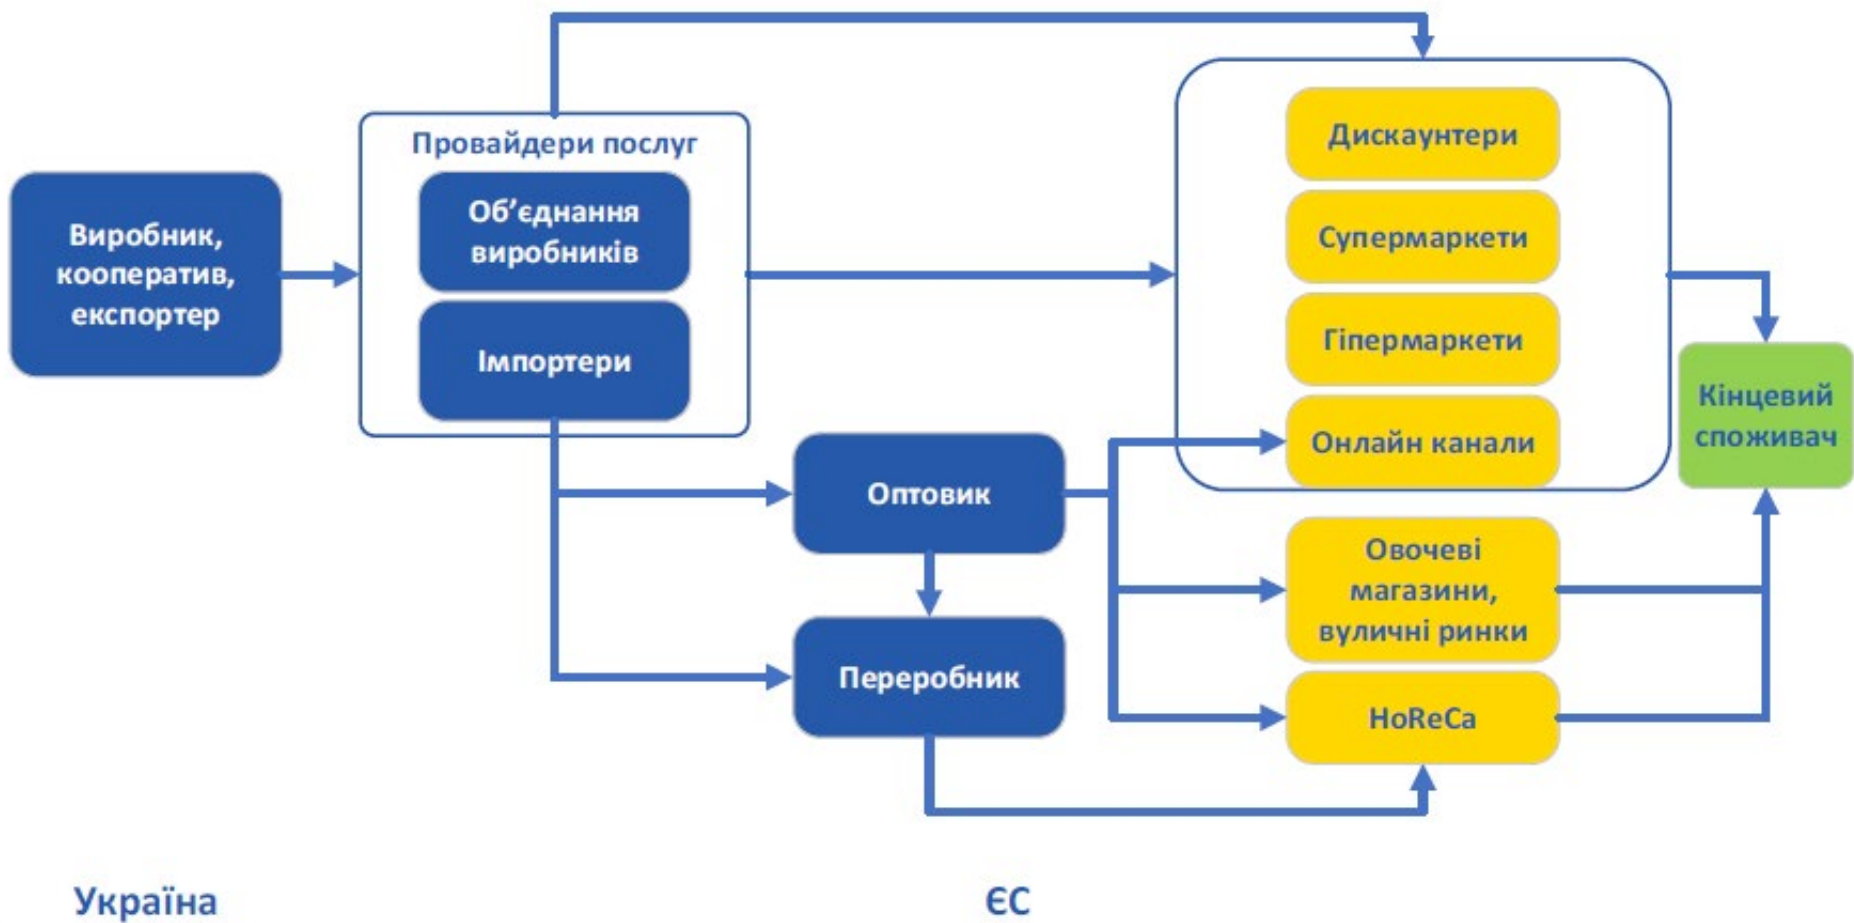 Провайдери послуг
Виробник,
кооператив,
експортер
Об’єднання
виробників
Імпортери
Оптовик
Переробник
Дискаунтери
Супермаркети
Гіпермаркети
Онлайн канали
Овочеві
магазини,
вуличні ринки
HoReCa
Кінцевий
споживач
Україна
ЄС